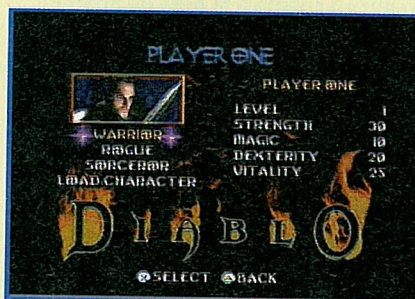 PLAYER ONE
WARRIOR
ROGUE
SORCEROR
LOAD CHARACTER
PLAYER ONE
LEVEL 1
STRENGTH 30
MAGIC 10
DEXTERITY 20
VITALITY 25
DIABLO
SELECT BACK